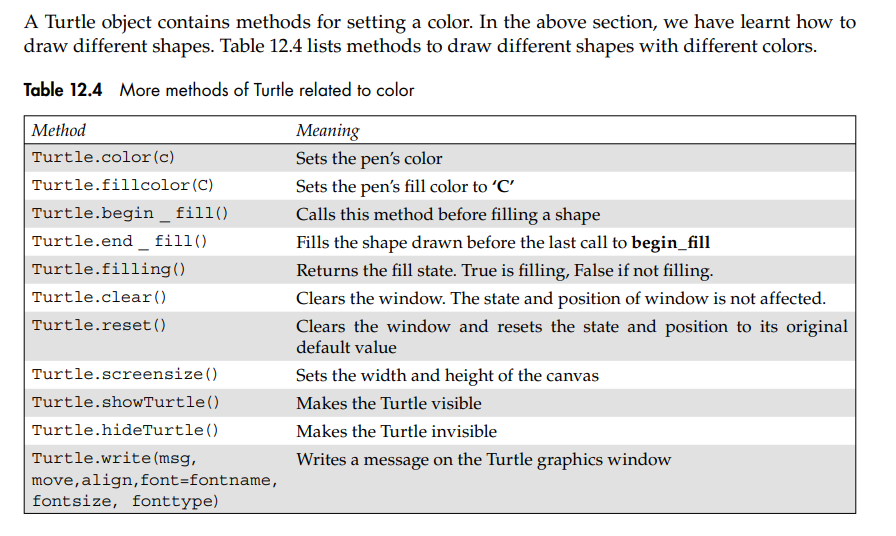 A Turtle object contains methods for setting a color. In the above section, we have learnt how to
draw different shapes. Table 12.4 lists methods to draw different shapes with different colors.
Table 12.4 More methods of Turtle related to color
Method Meaning
Turtle.color(c) Sets the pen's color
Turtle.fillcolor(C) Sets the pen's fill color to ‘C’
Turtle.begin _ fill() Calls this method before filling a shape
Turtle.end _ fill() Fills the shape drawn before the last call to begin_fill
Turtle.filling() Returns the fill state. True is filling, False if not filling.
Turtle.clear() Clears the window. The state and position of window is not affected.
Turtle.reset() Clears the window and resets the state and position to its original
default value
Turtle.screensize() Sets the width and height of the canvas
Turtle.showTurtle() Makes the Turtle visible
Turtle.hideTurtle() Makes the Turtle invisible
Turtle.write(msg, Writes a message on the Turtle graphics window
move,align,font=fontname,
fontsize, fonttype)